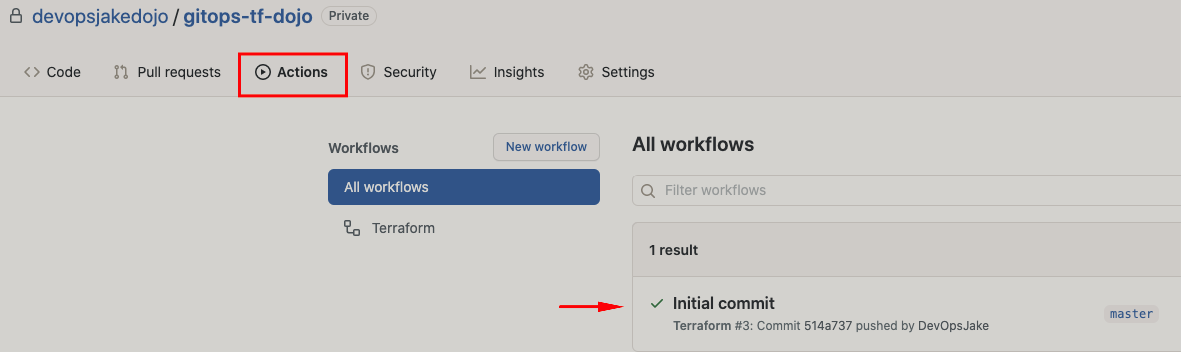 devopsjakedojo / gitops-tf-dojo Private
Code Pull requests Actions Security Insights Settings
Workflows New workflow
All workflows
Terraform
All workflows
Filter workflows
1 result
Initial commit
Terraform #3: Commit 514a737 pushed by DevOpsJake
master